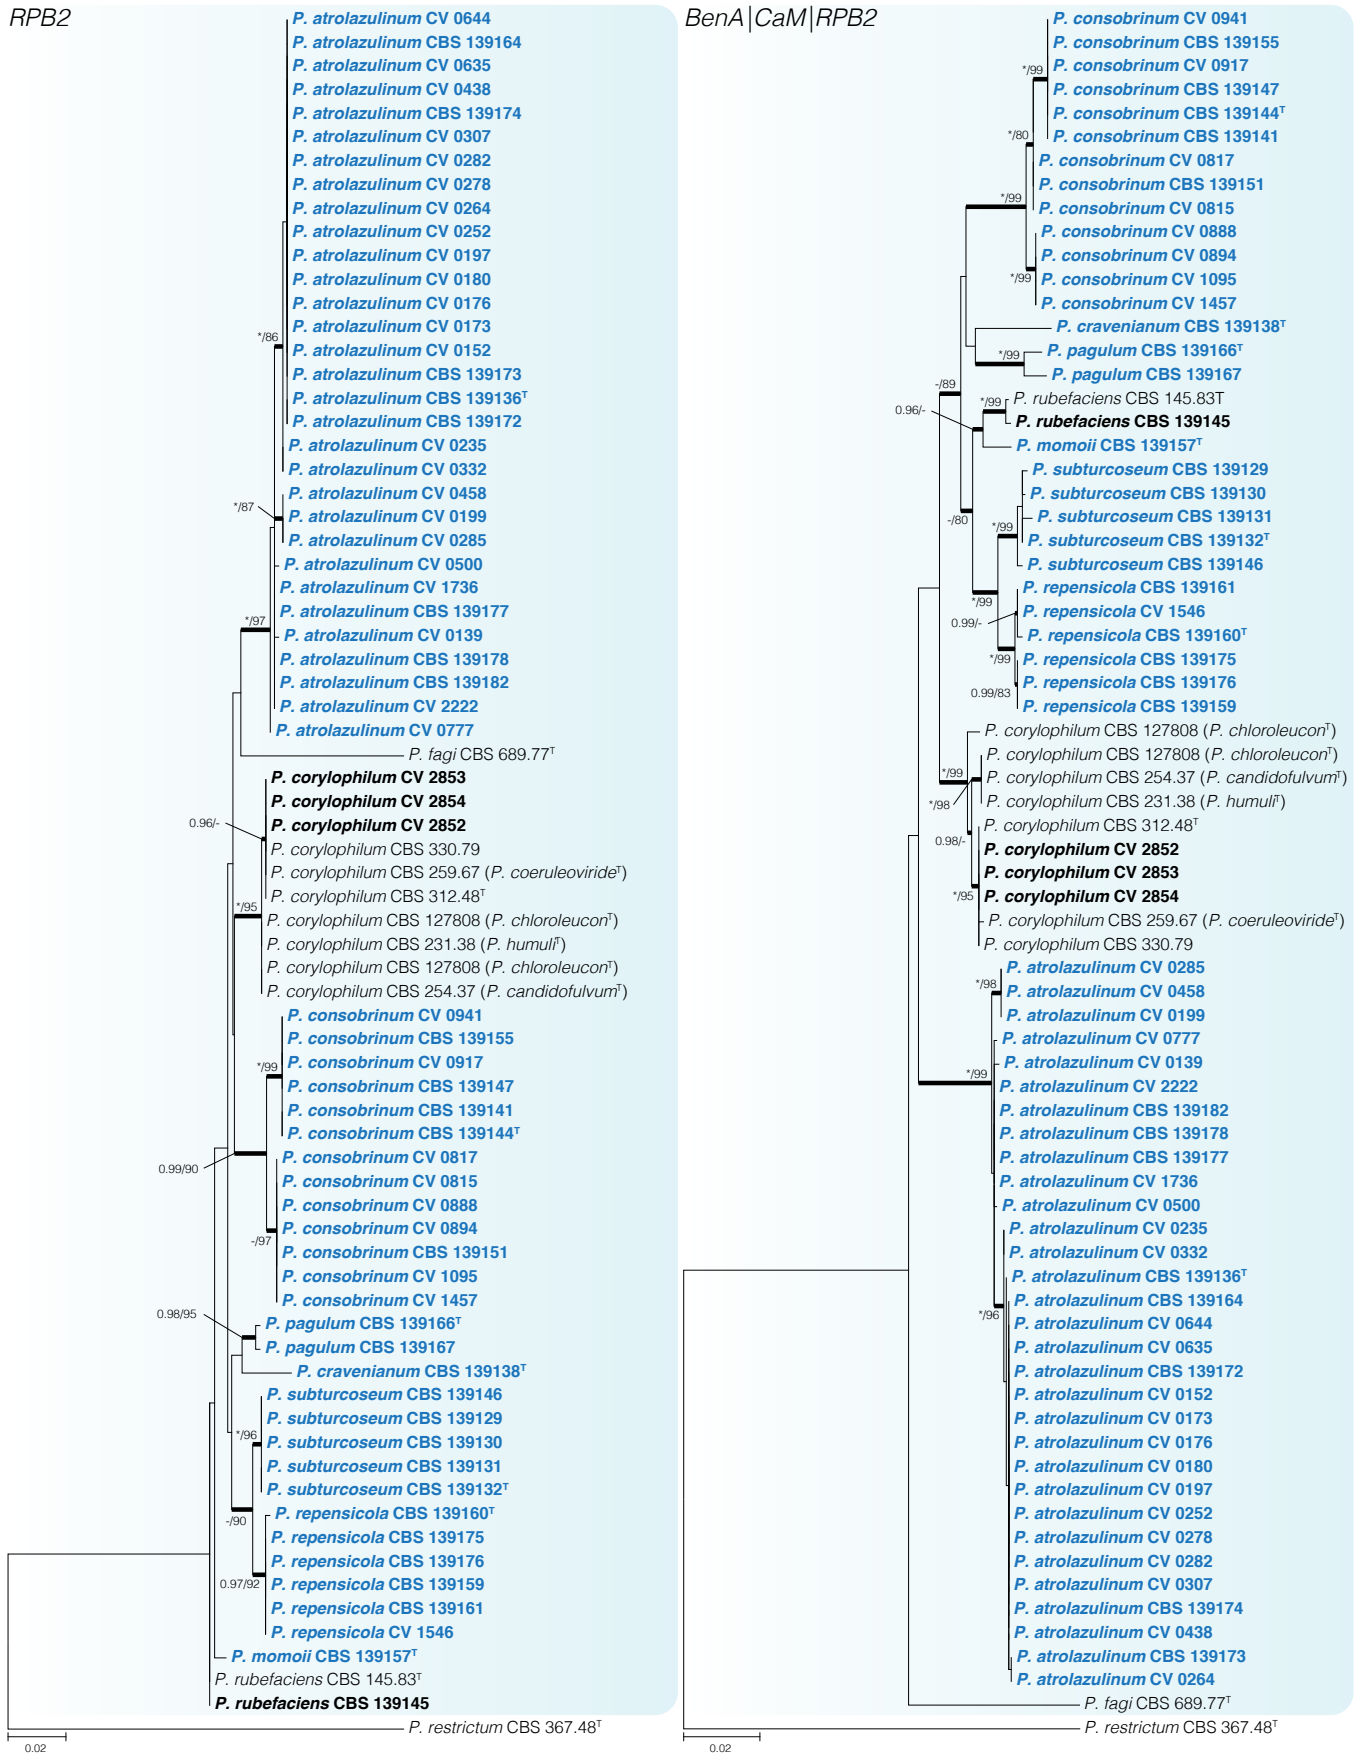 RPB2
P. atrolazulinum CV 0644
P. atrolazulinum CBS 139164
P. atrolazulinum CV 0635
P. atrolazulinum CV 0438
P. atrolazulinum CBS 139174
P. atrolazulinum CV 0307
P. atrolazulinum CV 0282
P. atrolazulinum CV 0278
P. atrolazulinum CV 0264
P. atrolazulinum CV 0252
P. atrolazulinum CV 0197
P. atrolazulinum CV 0180
P. atrolazulinum CV 0176
P. atrolazulinum CV 0173
*/86
P. atrolazulinum CV 0152
P. atrolazulinum CBS 139173
P. atrolazulinum CBS 139136T
P. atrolazulinum CBS 139172
P. atrolazulinum CV 0235
P. atrolazulinum CV 0332
P. atrolazulinum CV 0458
*/87
P. atrolazulinum CV 0199
P. atrolazulinum CV 0285
P. atrolazulinum CV 0500
P. atrolazulinum CV 1736
P. atrolazulinum CBS 139177
*/97
P. atrolazulinum CV 0139
P. atrolazulinum CBS 139178
P. atrolazulinum CBS 139182
P. atrolazulinum CV 2222
P. atrolazulinum CV 0777
P. fagi CBS 689.77T
P. corylophilum CV 2853
P. corylophilum CV 2854
0.96/-
P. corylophilum CV 2852
P. corylophilum CBS 330.79
P. corylophilum CBS 259.67 (P. coeruleovirideT)
P. corylophilum CBS 312.48T
*/95
P. corylophilum CBS 127808 (P. chloroleuconT)
P. corylophilum CBS 231.38 (P. humuliT)
P. corylophilum CBS 127808 (P. chloroleuconT)
P. corylophilum CBS 254.37 (P. candidofulvumT)
P. consobrinum CV 0941
P. consobrinum CBS 139155
*/99
P. consobrinum CV 0917
P. consobrinum CBS 139147
P. consobrinum CBS 139141
P. consobrinum CBS 139144T
P. consobrinum CV 0817
0.99/90
P. consobrinum CV 0815
P. consobrinum CV 0888
P. consobrinum CV 0894
-/97
P. consobrinum CBS 139151
P. consobrinum CV 1095
P. consobrinum CV 1457
0.98/95
P. pagulum CBS 139166T
P. pagulum CBS 139167
P. cravenianum CBS 139138T
P. subturcoseum CBS 139146
P. subturcoseum CBS 139129
*/96
P. subturcoseum CBS 139130
P. subturcoseum CBS 139131
P. subturcoseum CBS 139132T
P. repensicola CBS 139160T
-/90
P. repensicola CBS 139175
P. repensicola CBS 139176
0.97/92
P. repensicola CBS 139159
P. repensicola CBS 139161
P. repensicola CV 1546
P. momoii CBS 139157T
P. rubefaciens CBS 145.83T
P. rubefaciens CBS 139145
P. restrictum CBS 367.48T
0.02
BenA|CaM|RPB2
P. consobrinum CV 0941
P. consobrinum CBS 139155
*/99
P. consobrinum CV 0917
P. consobrinum CBS 139147
P. consobrinum CBS 139144T
*/80
P. consobrinum CBS 139141
P. consobrinum CV 0817
P. consobrinum CBS 139151
*/99
P. consobrinum CV 0815
P. consobrinum CV 0888
P. consobrinum CV 0894
*/99
P. consobrinum CV 1095
P. consobrinum CV 1457
P. cravenianum CBS 139138T
*/99
P. pagulum CBS 139166T
P. pagulum CBS 139167
-/89
*/99
P. rubefaciens CBS 145.83T
0.96/-
P. rubefaciens CBS 139145
P. momoii CBS 139157T
P. subturcoseum CBS 139129
P. subturcoseum CBS 139130
-/80
P. subturcoseum CBS 139131
*/99
P. subturcoseum CBS 139132T
P. subturcoseum CBS 139146
P. repensicola CBS 139161
*/99
P. repensicola CV 1546
0.99/-
P. repensicola CBS 139160T
*/99
P. repensicola CBS 139175
P. repensicola CBS 139176
0.99/83
P. repensicola CBS 139159
P. corylophilum CBS 127808 (P. chloroleuconT)
P. corylophilum CBS 127808 (P. chloroleuconT)
*/99
P. corylophilum CBS 254.37 (P. candidofulvumT)
*/98
P. corylophilum CBS 231.38 (P. humuliT)
P. corylophilum CBS 312.48T
0.98/-
P. corylophilum CV 2852
P. corylophilum CV 2853
*/95
P. corylophilum CV 2854
P. corylophilum CBS 259.67 (P. coeruleovirideT)
P. corylophilum CBS 330.79
P. atrolazulinum CV 0285
*/98
P. atrolazulinum CV 0458
P. atrolazulinum CV 0199
P. atrolazulinum CV 0777
P. atrolazulinum CV 0139
*/99
P. atrolazulinum CV 2222
P. atrolazulinum CBS 139182
P. atrolazulinum CBS 139178
P. atrolazulinum CBS 139177
P. atrolazulinum CV 1736
P. atrolazulinum CV 0500
P. atrolazulinum CV 0235
P. atrolazulinum CV 0332
P. atrolazulinum CBS 139136T
P. atrolazulinum CBS 139164
*/96
P. atrolazulinum CV 0644
P. atrolazulinum CV 0635
P. atrolazulinum CBS 139172
P. atrolazulinum CV 0152
P. atrolazulinum CV 0173
P. atrolazulinum CV 0176
P. atrolazulinum CV 0180
P. atrolazulinum CV 0197
P. atrolazulinum CV 0252
P. atrolazulinum CV 0278
P. atrolazulinum CV 0282
P. atrolazulinum CV 0307
P. atrolazulinum CBS 139174
P. atrolazulinum CV 0438
P. atrolazulinum CBS 139173
P. atrolazulinum CV 0264
P. fagi CBS 689.77T
P. restrictum CBS 367.48T
0.02